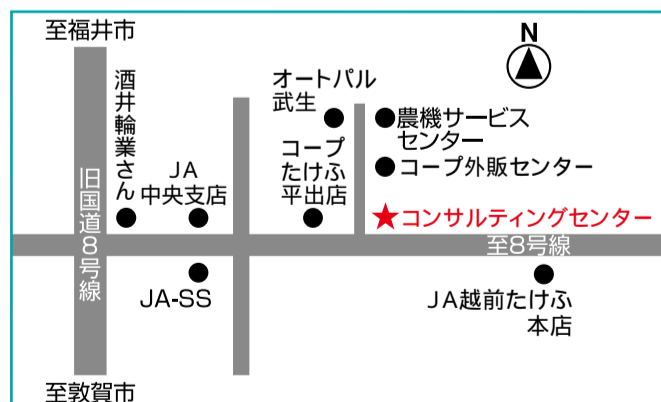 至福井市
N
酒井輪業さん
オートパル
武生
農機サービス
センター
コープ
たけふ
平出店
コープ外販センター
JA
中央支店
旧国道8号線
★コンサルティングセンター
至8号線
JA-SS
JA越前たけふ
本店
至敦賀市